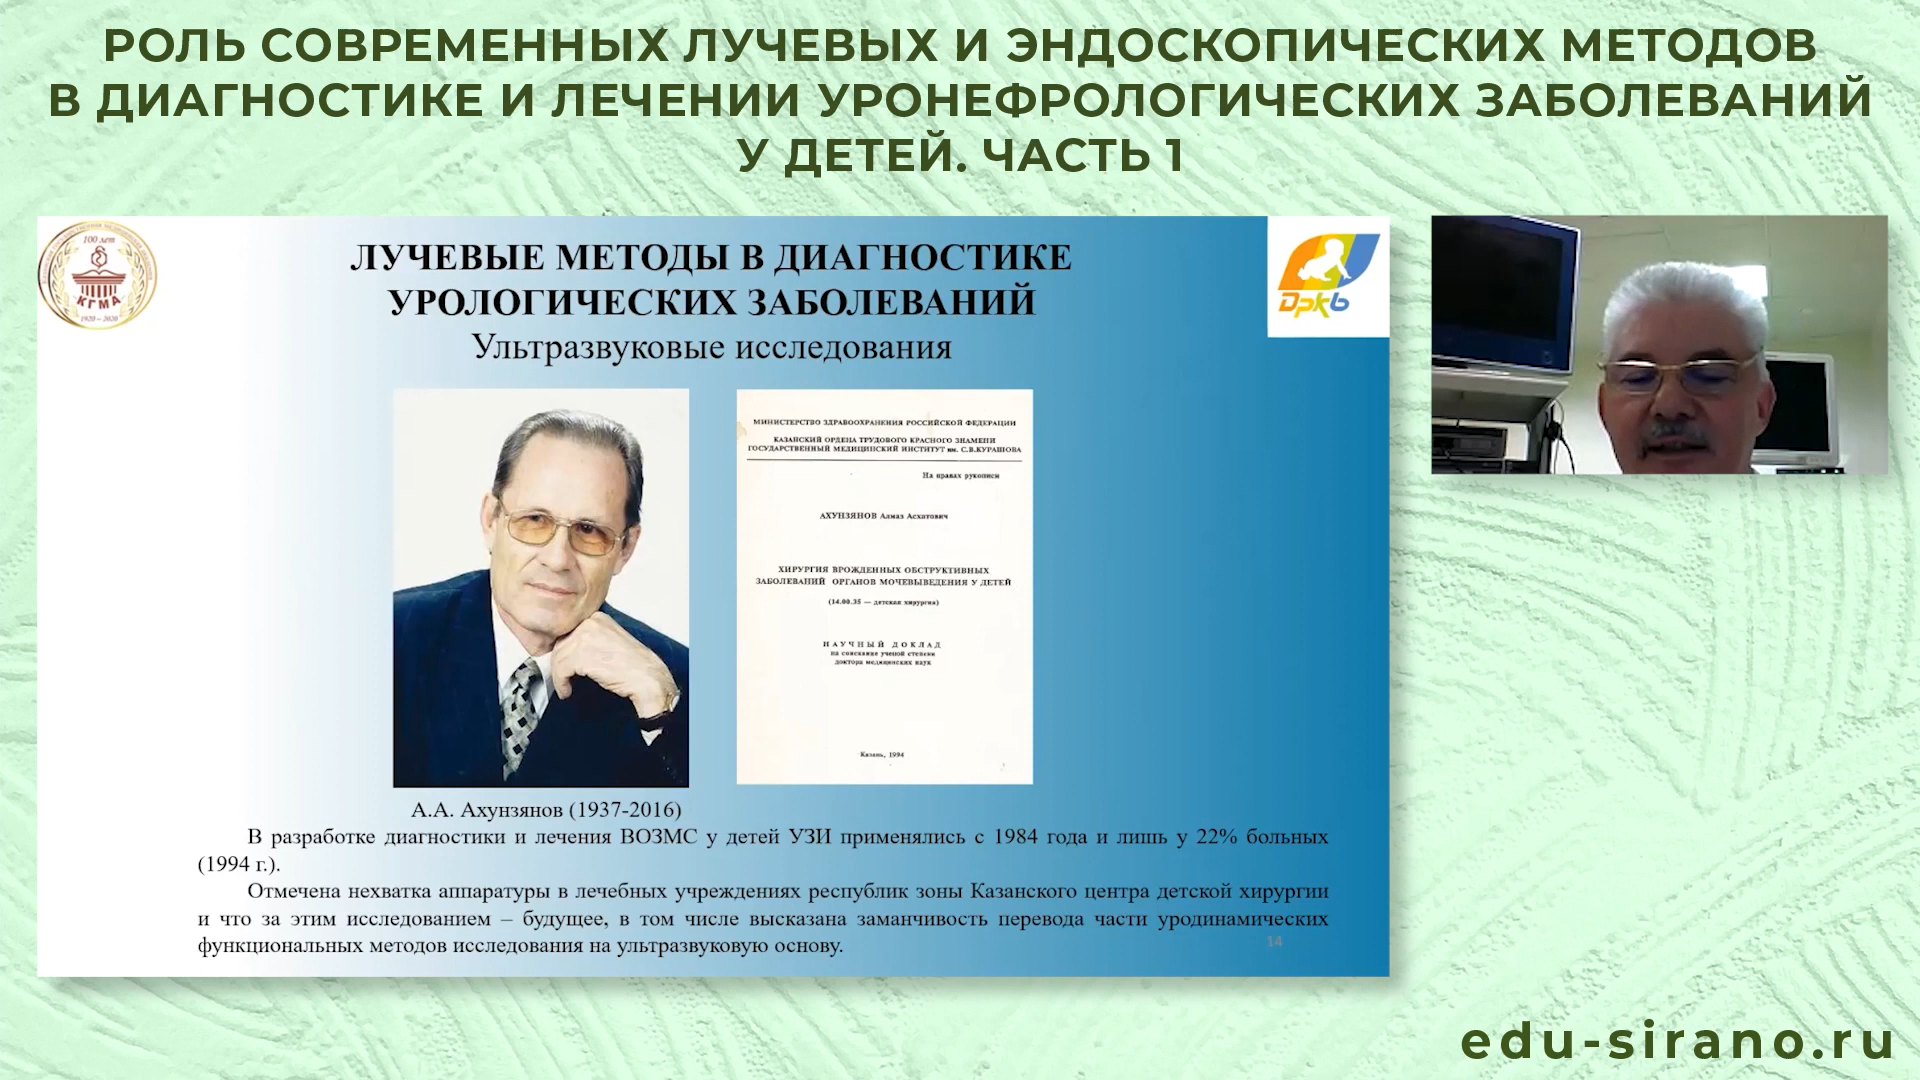 РОЛЬ СОВРЕМЕННЫХ ЛУЧЕВЫХ И ЭНДОСКОПИЧЕСКИХ МЕТОДОВ
В ДИАГНОСТИКЕ И ЛЕЧЕНИИ УРОНЕФРОЛОГИЧЕСКИХ ЗАБОЛЕВАНИЙ
У ДЕТЕЙ. ЧАСТЬ 1
100 лет
КГМА
1920 - 2020
ЛУЧЕВЫЕ МЕТОДЫ В ДИАГНОСТИКЕ
УРОЛОГИЧЕСКИХ ЗАБОЛЕВАНИЙ
Ультразвуковые исследования
Дркб
МИНИСТЕРСТВО ЗДРАВООХРАНЕНИЯ РОССИЙСКОЙ ФЕДЕРАЦИИ
КАЗАНСКИЙ ОРДЕНА ТРУДОВОГО КРАСНОГО ЗНАМЕНИ
ГОСУДАРСТВЕННЫЙ МЕДИЦИНСКИЙ ИНСТИТУТ им. С.В.КУРАШОВА
На правах рукописи
АХУНЗЯНОВ Алмаз Асхатович
ХИРУРГИЯ ВРОЖДЕННЫХ ОБСТРУКТИВНЫХ
ЗАБОЛЕВАНИЙ ОРГАНОВ МОЧЕВЫВЕДЕНИЯ У ДЕТЕЙ
(14.00.35 — детская хирургия)
НАУЧНЫЙ ДОКЛАД
на соискание ученой степени
доктора медицинских наук
Казань, 1994
А.А. Ахунзянов (1937-2016)
В разработке диагностики и лечения ВОЗМС у детей УЗИ применялись с 1984 года и лишь у 22% больных
(1994 г.).
Отмечена нехватка аппаратуры в лечебных учреждениях республик зоны Казанского центра детской хирургии
и что за этим исследованием – будущее, в том числе высказана заманчивость перевода части уродинамических
функциональных методов исследования на ультразвуковую основу.
14
edu-sirano.ru